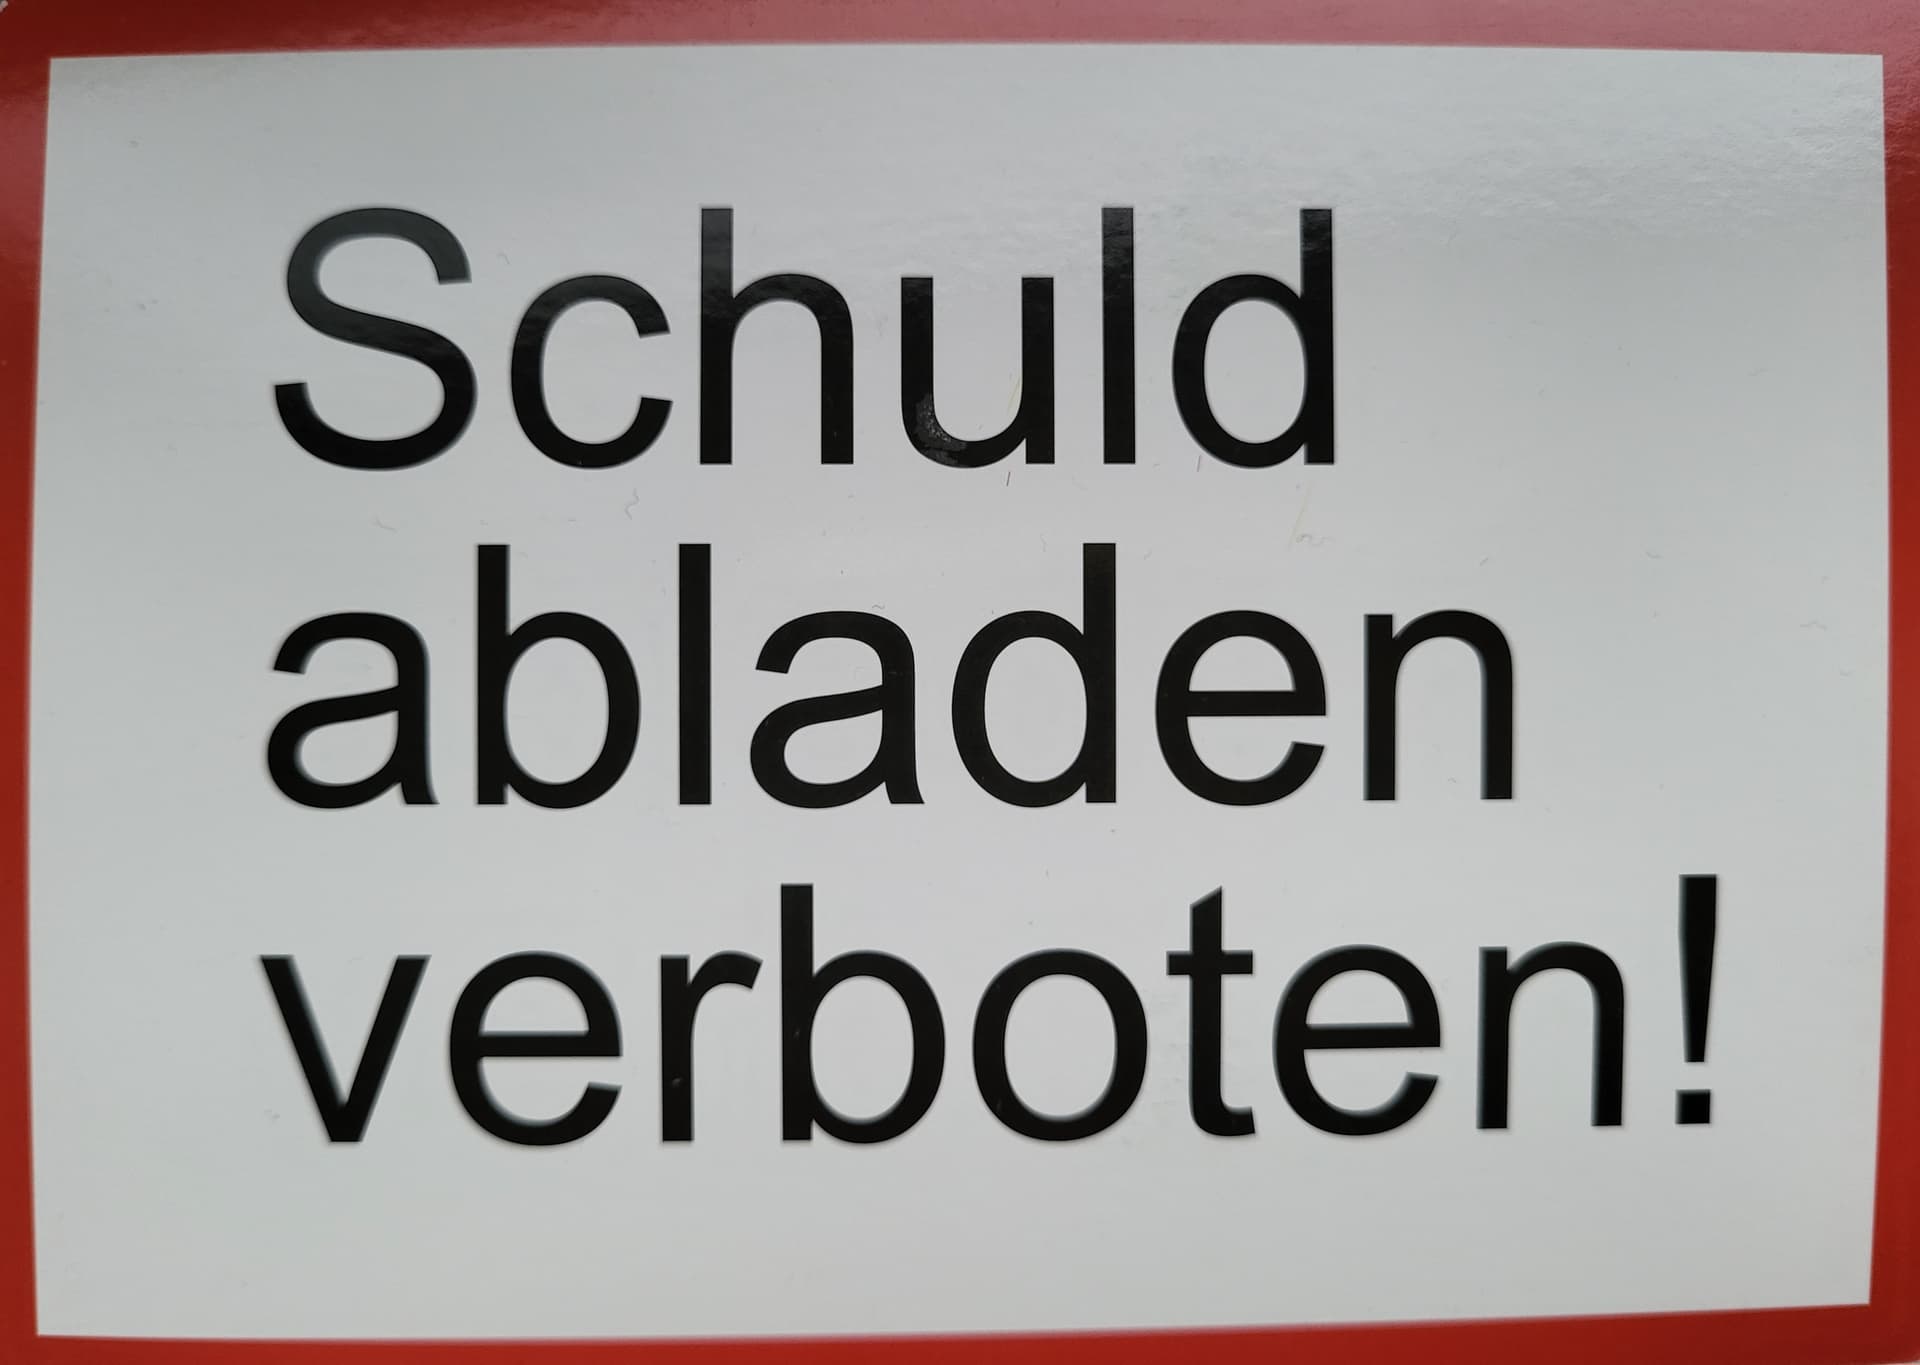 Schuld
abladen
verboten!